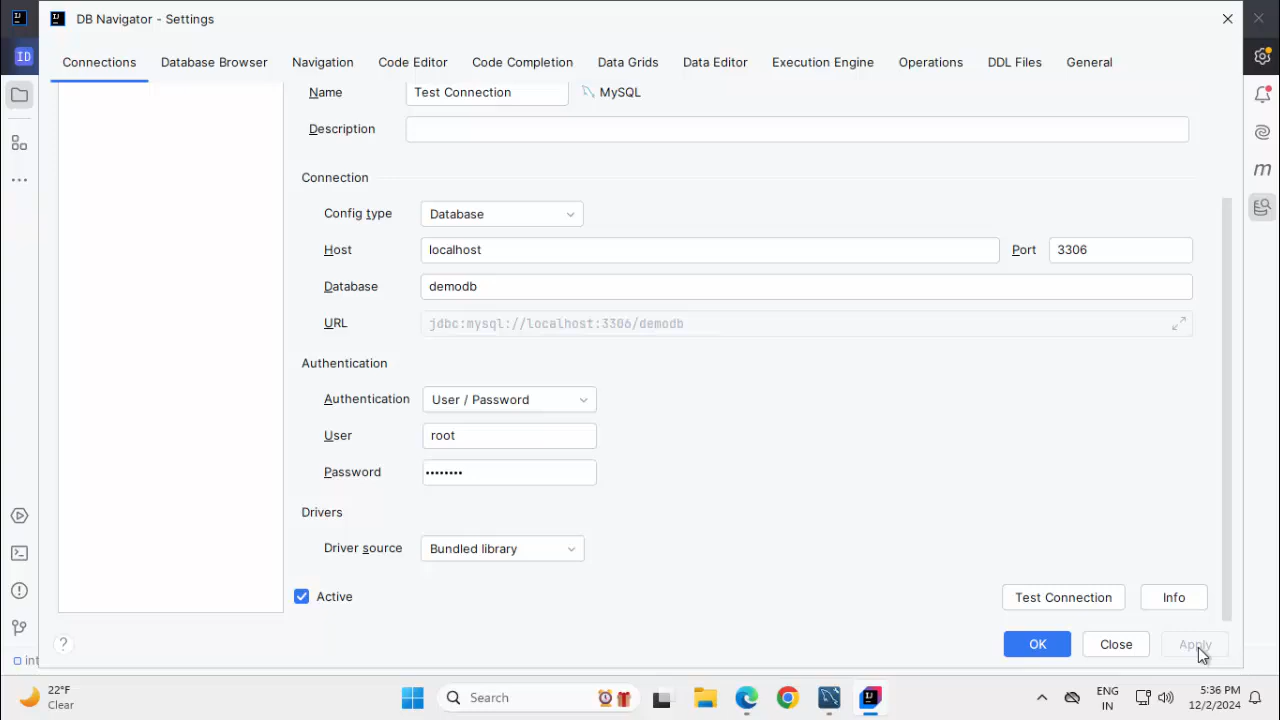 DB Navigator - Settings
ID
Connections Database Browser Navigation Code Editor Code Completion Data Grids Data Editor Execution Engine Operations DDL Files General
Name Test Connection MySQL
Description
Connection
Config type Database
Host localhost Port 3306
Database demodb
URL jdbc:mysql://localhost:3306/demodb
Authentication
Authentication User / Password
User root
Password ••••••••
Drivers
Driver source Bundled library
Active
Test Connection Info
OK Close Apply
int
22°F
Clear
Search
ENG
IN
5:36 PM
12/2/2024